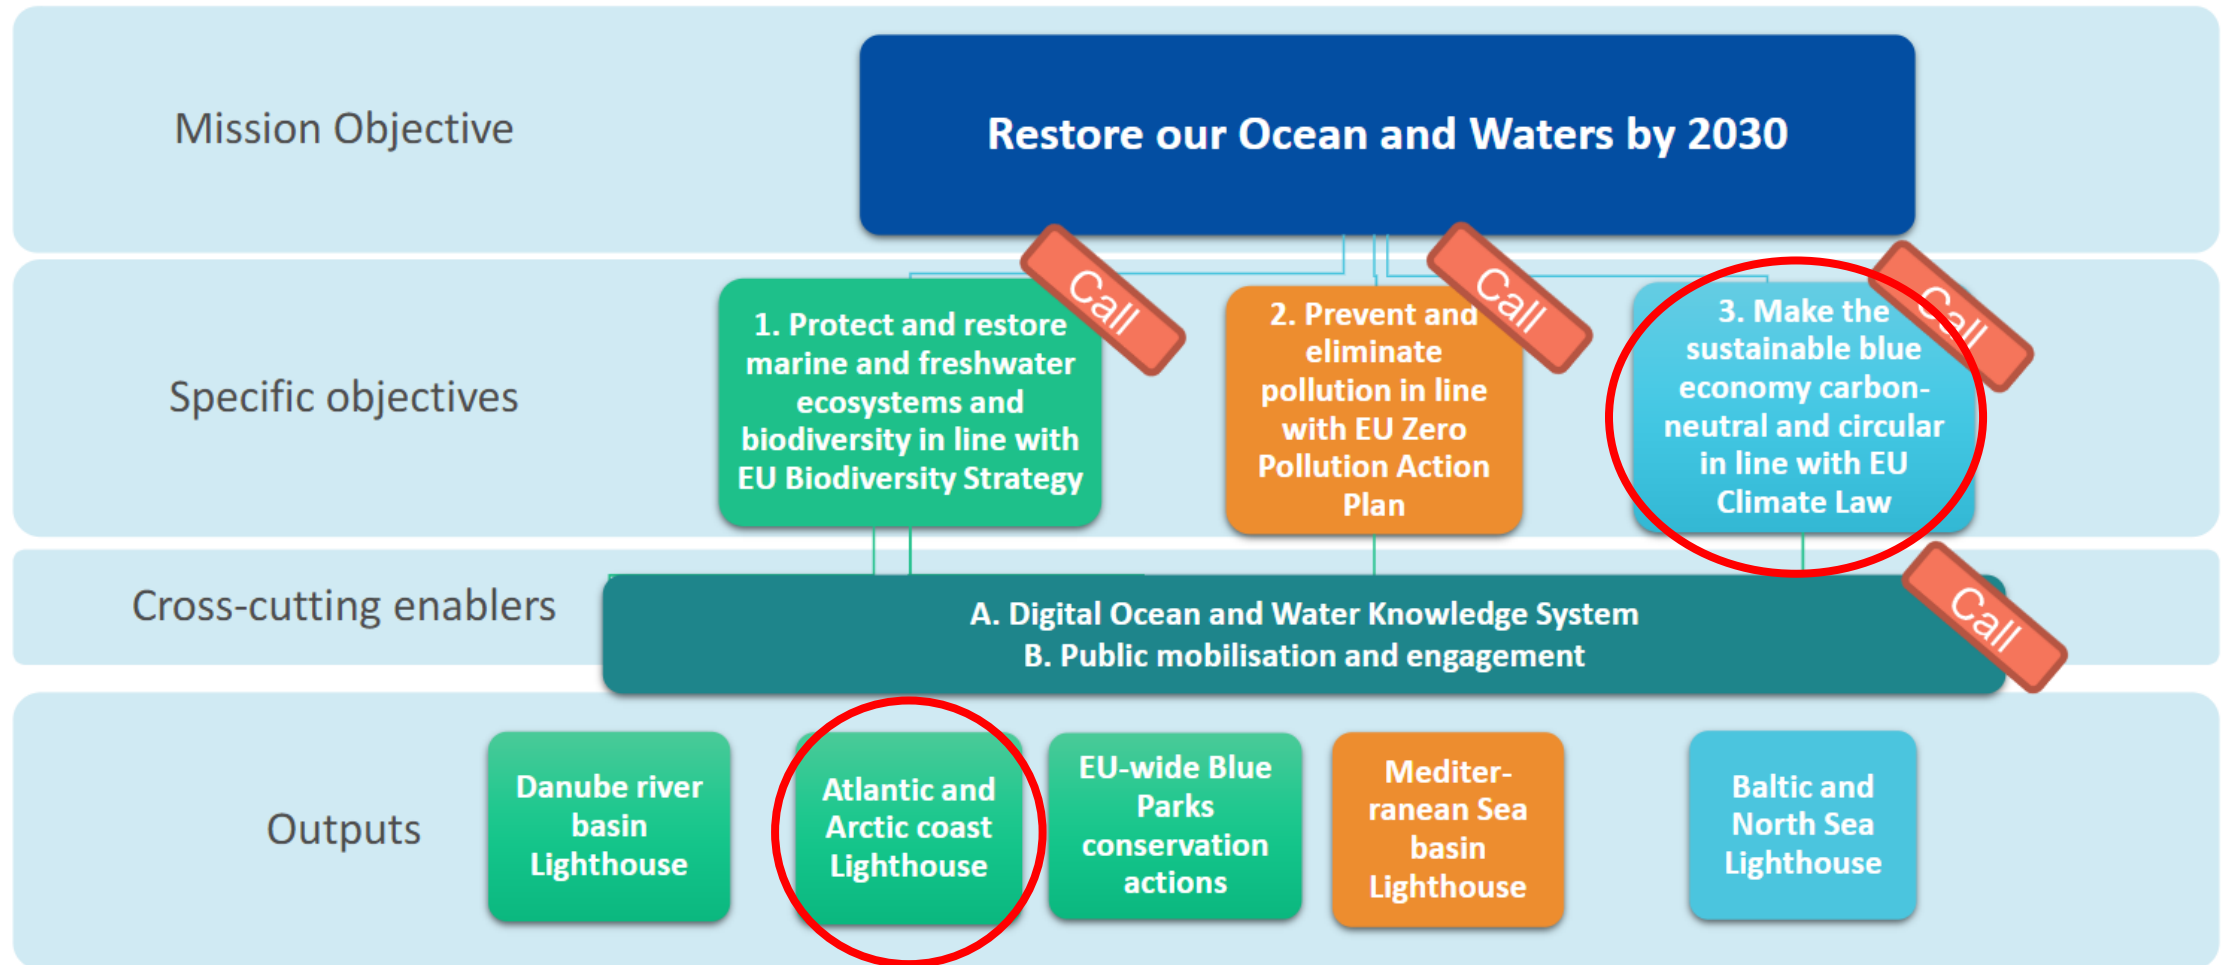 Mission Objective
Restore our Ocean and Waters by 2030
Specific objectives
Call
1. Protect and restore
marine and freshwater
ecosystems and
biodiversity in line with
EU Biodiversity Strategy
Call
2. Prevent and
eliminate
pollution in line
with EU Zero
Pollution Action
Plan
Call
3. Make the
sustainable blue
economy carbon-
neutral and circular
in line with EU
Climate Law
Cross-cutting enablers
A. Digital Ocean and Water Knowledge System
B. Public mobilisation and engagement
Call
Outputs
Danube river
basin
Lighthouse
Atlantic and
Arctic coast
Lighthouse
EU-wide Blue
Parks
conservation
actions
Mediter-
ranean Sea
basin
Lighthouse
Baltic and
North Sea
Lighthouse